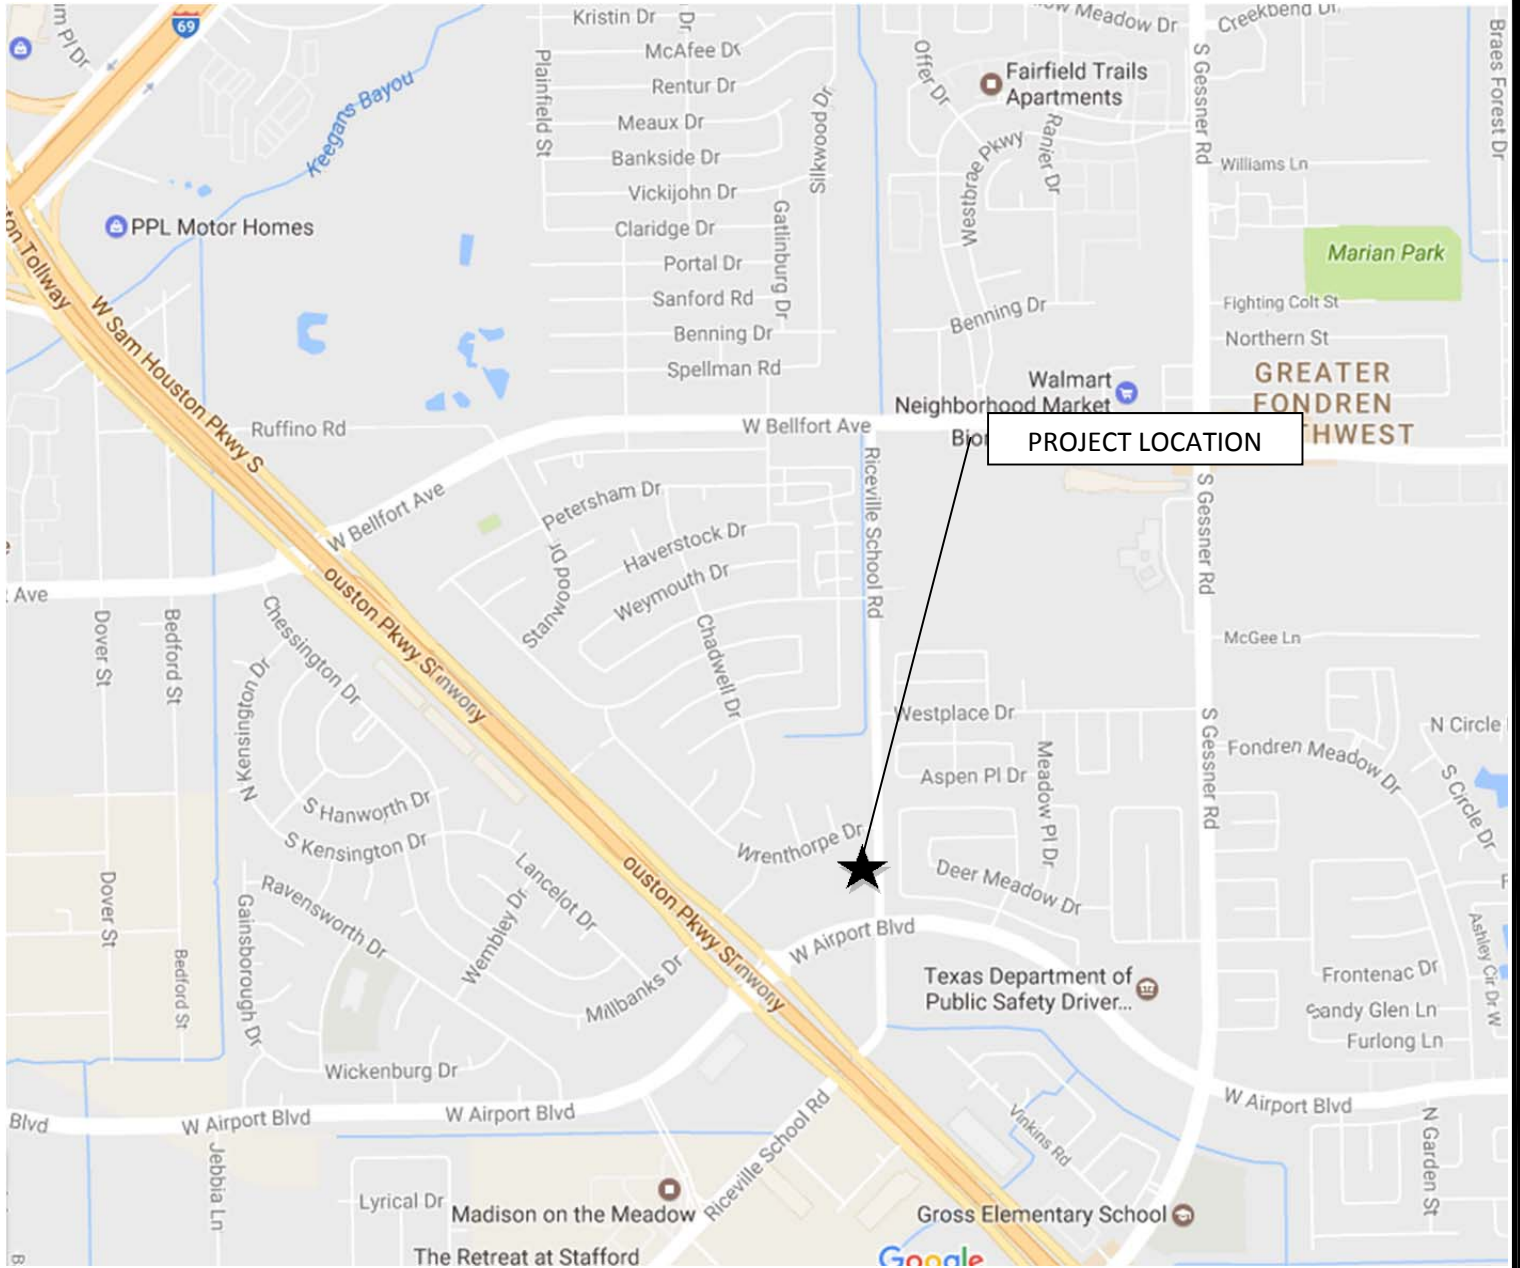 69
Kristin Dr
Dr
Meadow Dr
Creekbend Dr
Pl Dr
McAfee Dr
Offer Dr
S Gessner Rd
Braes Forest Dr
Keegans Bayou
Plainfield St
Rentur Dr
Silkwood Dr
Fairfield Trails
Apartments
Meaux Dr
Ranier Dr
Bankside Dr
Westbrae Pkwy
Williams Ln
Vickijohn Dr
PPL Motor Homes
Claridge Dr
Gatlinburg Dr
Marian Park
Tollway
Portal Dr
Sanford Rd
Benning Dr
Fighting Colt St
W Sam Houston Pkwy S
Benning Dr
Northern St
Spellman Rd
Walmart
Neighborhood Market
GREATER
FONDREN
HWEST
Ruffino Rd
W Bellfort Ave
PROJECT LOCATION
W Bellfort Ave
Petersham Dr
Riceville School Rd
S Gessner Rd
Haverstock Dr
Stanwood Dr
Weymouth Dr
Ave
ouston Pkwy S
Dover St
Bedford St
Chessington Dr
Chadwell Dr
McGee Ln
N Kensington Dr
Westplace Dr
S Gessner Rd
N Circle
Fondren Meadow Dr
Aspen Pl Dr
Meadow Pl Dr
S Circle Dr
S Hanworth Dr
S Kensington Dr
Wrenthorpe Dr
Lancelot Dr
ouston Pkwy S
Deer Meadow Dr
Dover St
Gainsborough Dr
Ravensworth Dr
Wembley Dr
W Airport Blvd
Ashley Cir Dr W
Bedford St
Millbanks Dr
Texas Department of
Public Safety Driver...
Frontenac Dr
Sandy Glen Ln
Furlong Ln
Wickenburg Dr
W Airport Blvd
Blvd
W Airport Blvd
W Airport Blvd
Vinkins Rd
N Garden St
Jebbia Ln
Riceville School Rd
Lyrical Dr
Madison on the Meadow
Gross Elementary School
The Retreat at Stafford
Google